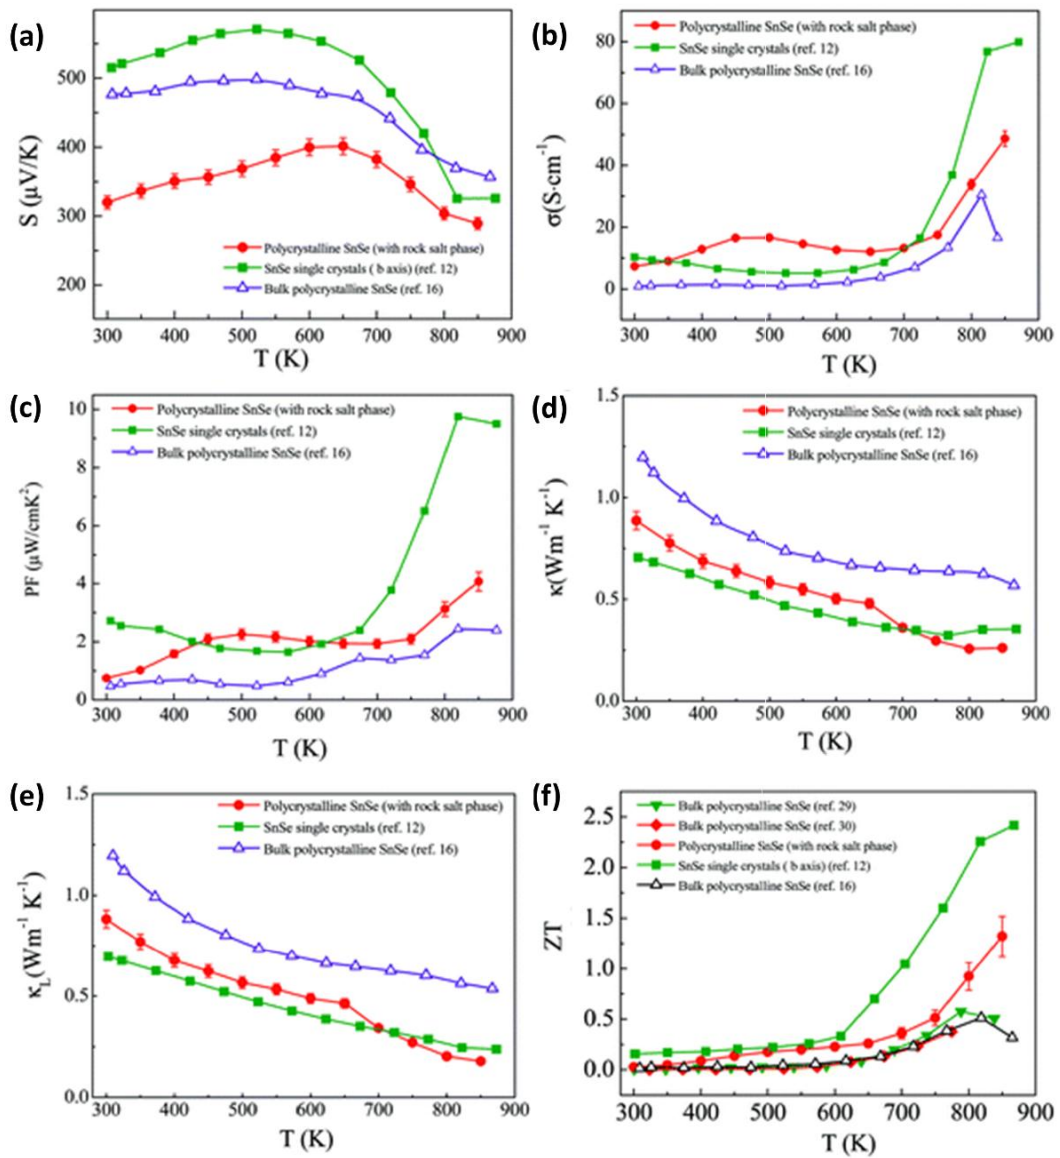 (a)
500
400
300
200
S (μV/K)
Polycrystalline SnSe (with rock salt phase)
SnSe single crystals ( b axis) (ref. 12)
Bulk polycrystalline SnSe (ref. 16)
300 400 500 600 700 800 900
T (K)
(b)
80
60
40
20
0
σ(S·cm⁻¹)
Polycrystalline SnSe (with rock salt phase)
SnSe single crystals (ref. 12)
Bulk polycrystalline SnSe (ref. 16)
300 400 500 600 700 800 900
T (K)
(c)
10
8
6
4
2
0
PF (μW/cmK²)
Polycrystalline SnSe (with rock salt phase)
SnSe single crystals (ref. 12)
Bulk polycrystalline SnSe (ref. 16)
300 400 500 600 700 800 900
T (K)
(d)
1.5
1.0
0.5
0.0
κ(Wm⁻¹ K⁻¹)
Polycrystalline SnSe (with rock salt phase)
SnSe single crystals (ref. 12)
Bulk polycrystalline SnSe (ref. 16)
300 400 500 600 700 800 900
T (K)
(e)
1.5
1.0
0.5
0.0
κL(Wm⁻¹ K⁻¹)
Polycrystalline SnSe (with rock salt phase)
SnSe single crystals (ref. 12)
Bulk polycrystalline SnSe (ref. 16)
300 400 500 600 700 800 900
T (K)
(f)
2.5
2.0
1.5
1.0
0.5
0.0
ZT
Bulk polycrystalline SnSe (ref. 29)
Bulk polycrystalline SnSe (ref. 30)
Polycrystalline SnSe (with rock salt phase)
SnSe single crystals ( b axis) (ref. 12)
Bulk polycrystalline SnSe (ref. 16)
300 400 500 600 700 800 900
T (K)